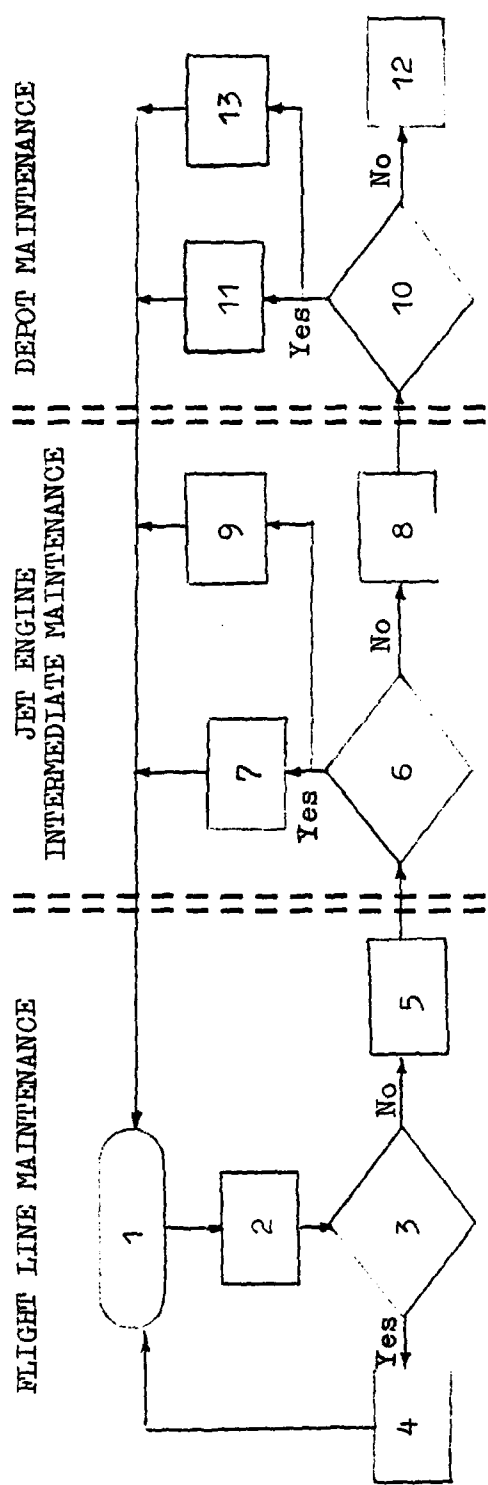 FLIGHT LINE MAINTENANCE
JET ENGINE
INTERMEDIATE MAINTENANCE
DEPOT MAINTENANCE
1
2
3
Yes
No
4
5
6
Yes
No
7
8
9
10
Yes
No
11
12
13